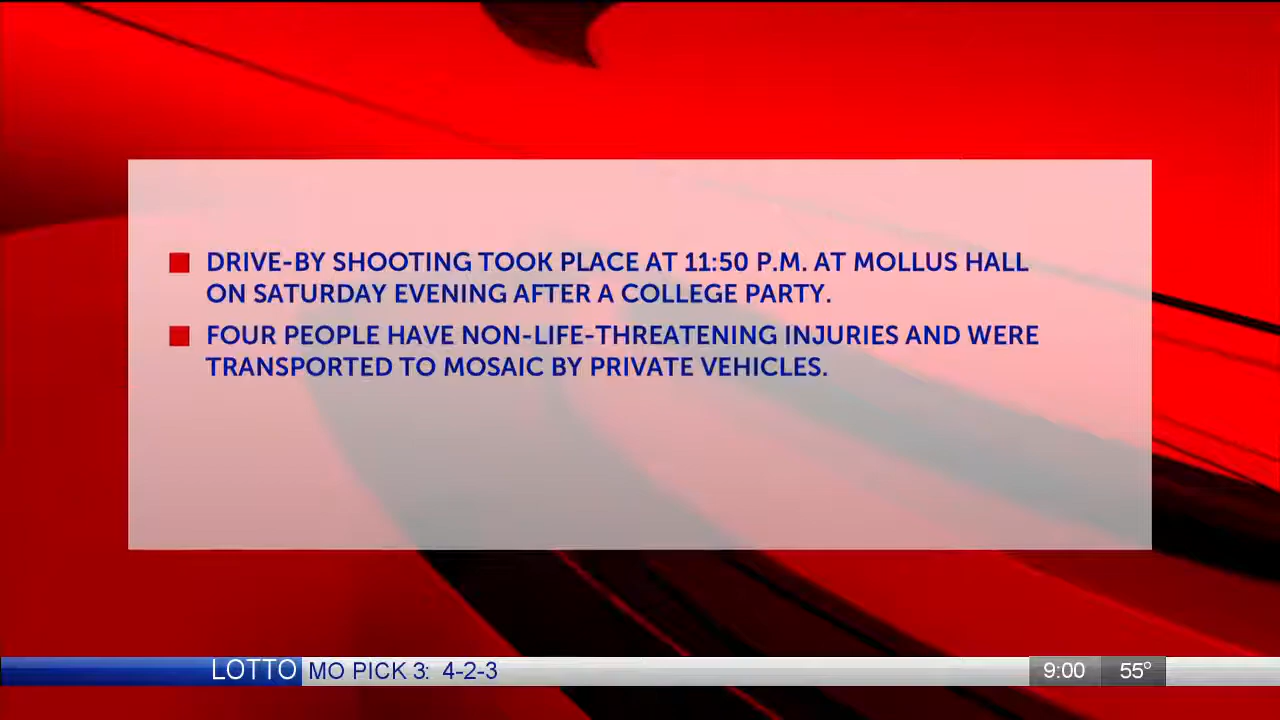 DRIVE-BY SHOOTING TOOK PLACE AT 11:50 P.M. AT MOLLUS HALL
ON SATURDAY EVENING AFTER A COLLEGE PARTY.
FOUR PEOPLE HAVE NON-LIFE-THREATENING INJURIES AND WERE
TRANSPORTED TO MOSAIC BY PRIVATE VEHICLES.
LOTTO MO PICK 3: 4-2-3 9:00 55°